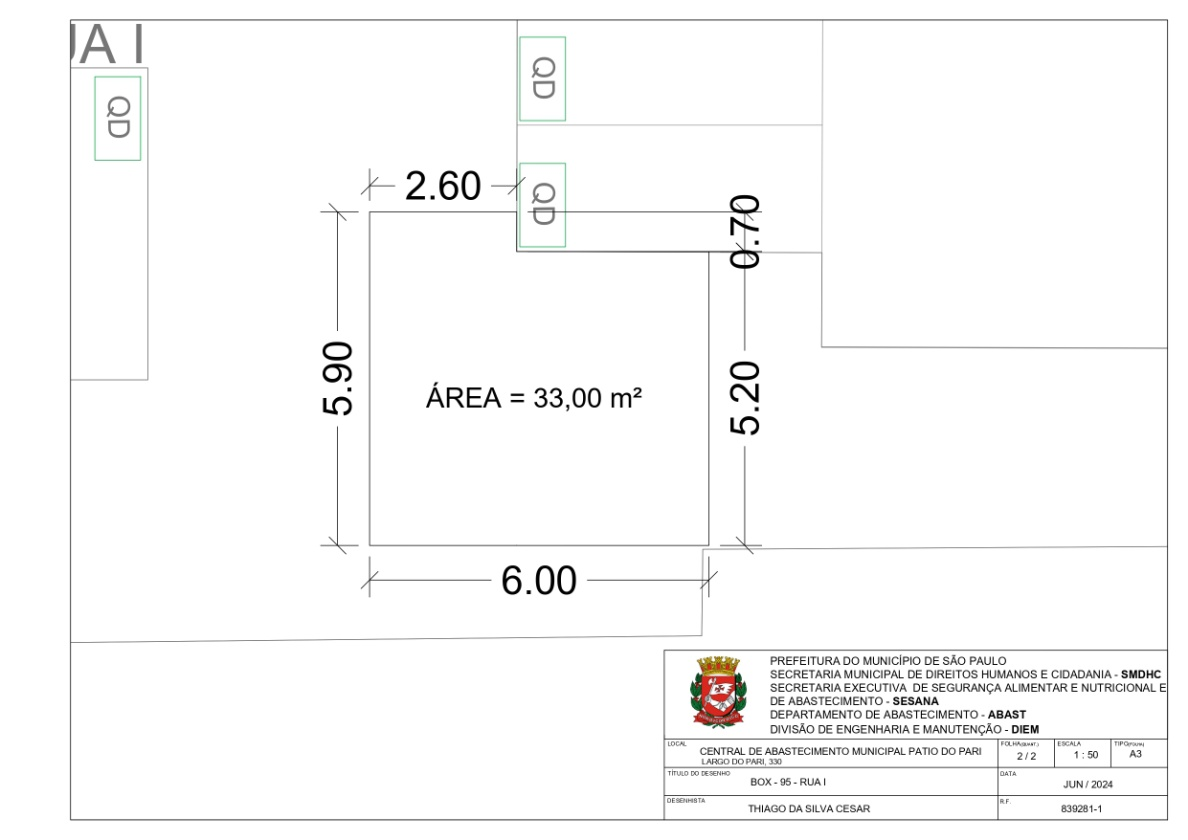 UA I
QD
QD
QD
2.60
0.70
5.90
ÁREA = 33,00 m²
5.20
6.00
PREFEITURA DO MUNICÍPIO DE SÃO PAULO
SECRETARIA MUNICIPAL DE DIREITOS HUMANOS E CIDADANIA - SMDHC
SECRETARIA EXECUTIVA DE SEGURANÇA ALIMENTAR E NUTRICIONAL E
DE ABASTECIMENTO - SESANA
DEPARTAMENTO DE ABASTECIMENTO - ABAST
DIVISÃO DE ENGENHARIA E MANUTENÇÃO - DIEM
LOCAL
CENTRAL DE ABASTECIMENTO MUNICIPAL PATIO DO PARI
LARGO DO PARI, 330
FOLHA(QUANT.)
2 / 2
ESCALA
1 : 50
TIPO(FOLHA)
A3
TÍTULO DO DESENHO
BOX - 95 - RUA I
DATA
JUN / 2024
DESENHISTA
THIAGO DA SILVA CESAR
R.F.
839281-1